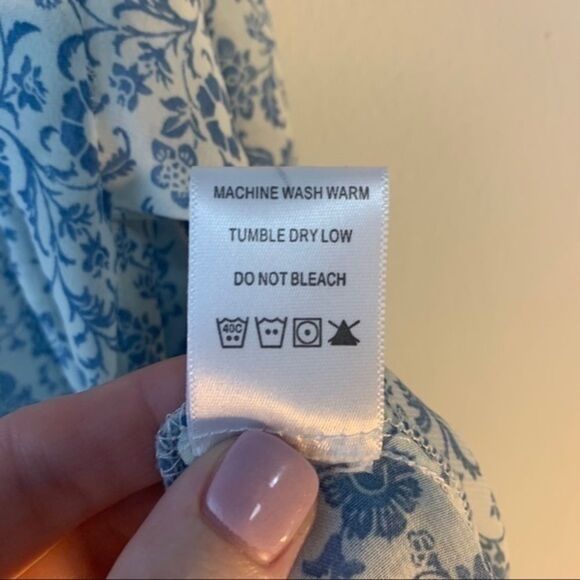 MACHINE WASH WARM
TUMBLE DRY LOW
DO NOT BLEACH
40C